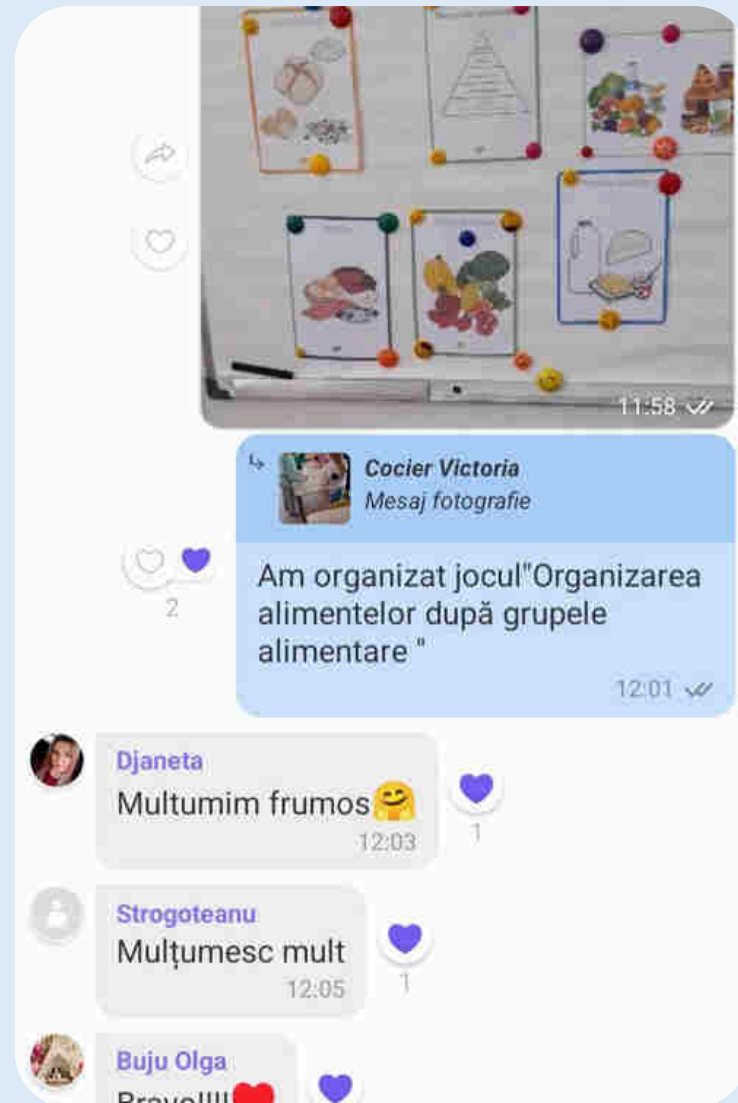 11:58
Cocier Victoria
Mesaj fotografie
Am organizat jocul"Organizarea
alimentelor după grupele
alimentare "
12:01
2
Djaneta
Multumim frumos🤗
12:03
1
Strogoteanu
Mulțumesc mult
12:05
1
Buju Olga
Bravo!!!!❤️